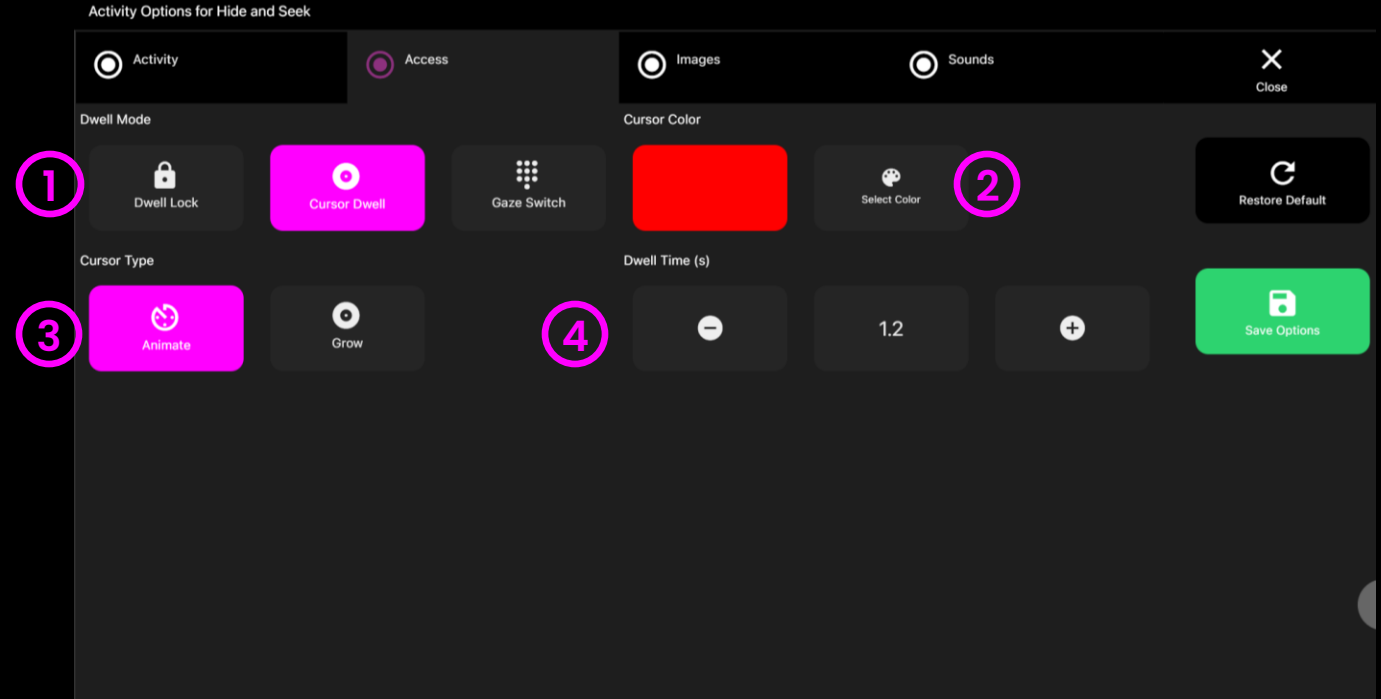 Activity Options for Hide and Seek
Activity
Access
Images
Sounds
Close
Dwell Mode
1
Dwell Lock
Cursor Dwell
Gaze Switch
Cursor Color
Select Color
2
Restore Default
Cursor Type
3
Animate
Grow
Dwell Time (s)
4
1.2
Save Options